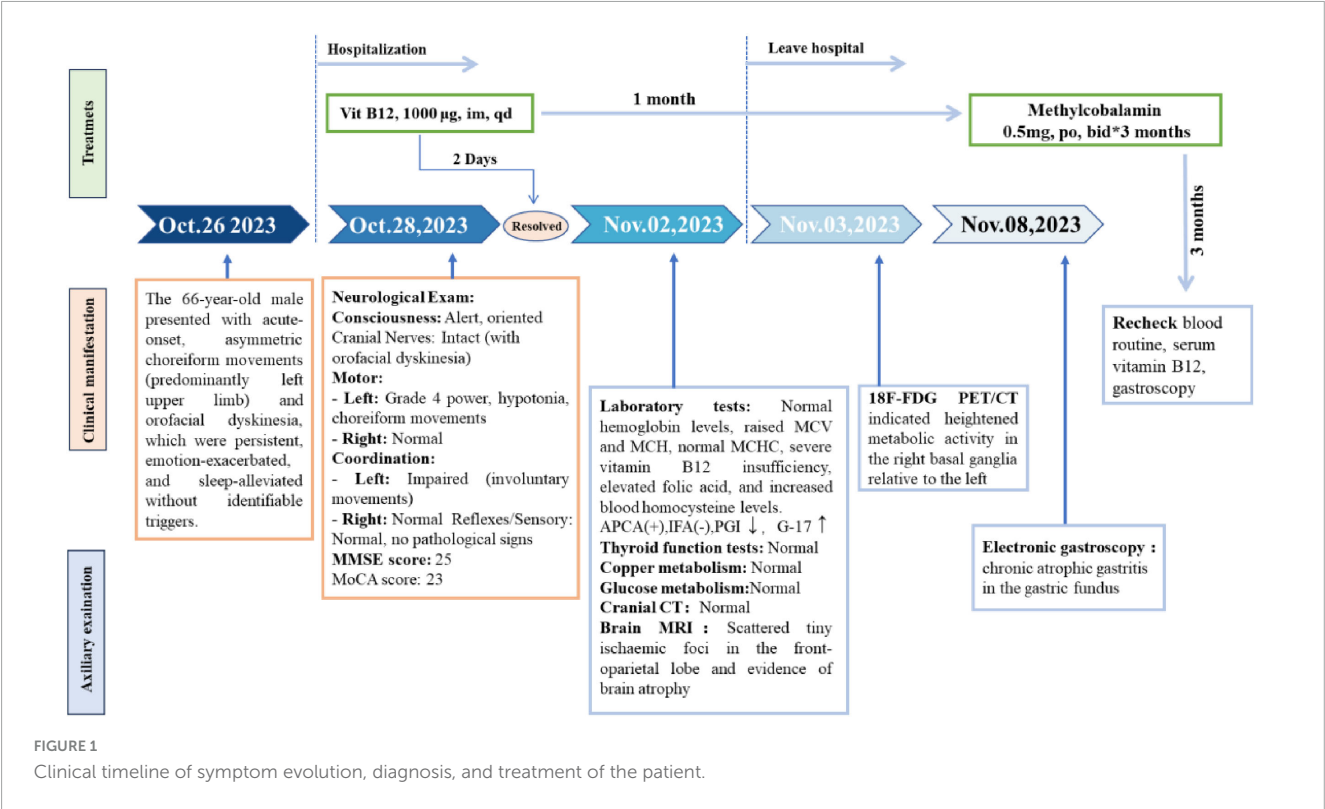 Hospitalization
Leave hospital
Treatmets
Vit B12, 1000 μg, im, qd
1 month
Methylcobalamin
0.5mg, po, bid*3 months
2 Days
3 months
Oct.26 2023
Oct.28,2023
Resolved
Nov.02,2023
Nov.03,2023
Nov.08,2023
Clinical manifestation
The 66-year-old male
presented with acute-
onset, asymmetric
choreiform movements
(predominantly left
upper limb) and
orofacial dyskinesia,
which were persistent,
emotion-exacerbated,
and sleep-alleviated
without identifiable
triggers.
Neurological Exam:
Consciousness: Alert, oriented
Cranial Nerves: Intact (with
orofacial dyskinesia)
Motor:
- Left: Grade 4 power, hypotonia,
choreiform movements
- Right: Normal
Coordination:
- Left: Impaired (involuntary
movements)
- Right: Normal Reflexes/Sensory:
Normal, no pathological signs
MMSE score: 25
MoCA score: 23
Laboratory tests: Normal
hemoglobin levels, raised MCV
and MCH, normal MCHC, severe
vitamin B12 insufficiency,
elevated folic acid, and increased
blood homocysteine levels.
APCA(+),IFA(-),PGI ↓, G-17 ↑
Thyroid function tests: Normal
Copper metabolism: Normal
Glucose metabolism:Normal
Cranial CT： Normal
Brain MRI： Scattered tiny
ischaemic foci in the front-
oparietal lobe and evidence of
brain atrophy
18F-FDG PET/CT
indicated heightened
metabolic activity in
the right basal ganglia
relative to the left
Electronic gastroscopy：
chronic atrophic gastritis
in the gastric fundus
Recheck blood
routine, serum
vitamin B12,
gastroscopy
Axiliary exaination
FIGURE 1
Clinical timeline of symptom evolution, diagnosis, and treatment of the patient.